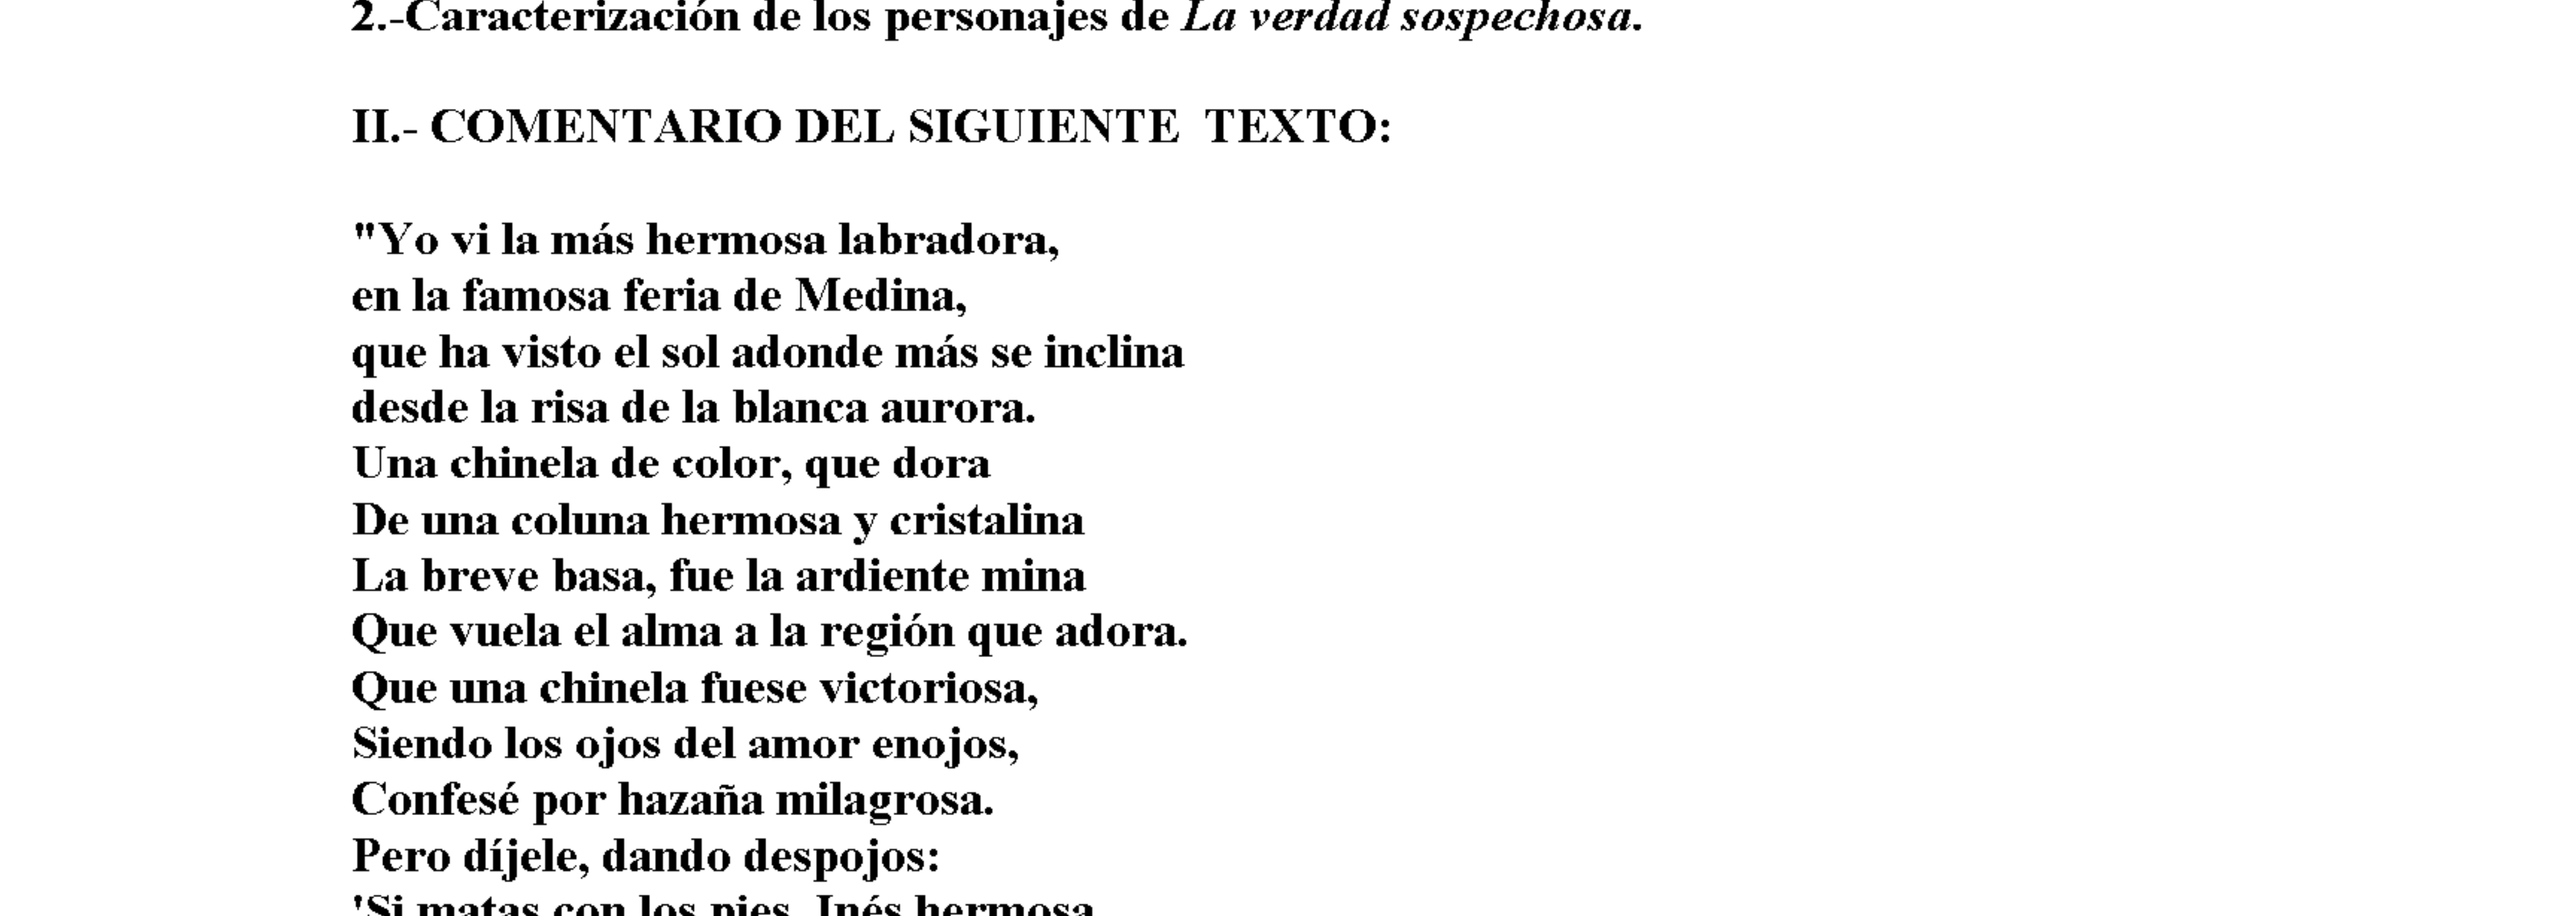 2.-Caracterización de los personajes de La verdad sospechosa.
II.- COMENTARIO DEL SIGUIENTE  TEXTO:
"Yo vi la más hermosa labradora,
en la famosa feria de Medina,
que ha visto el sol adonde más se inclina
desde la risa de la blanca aurora.
Una chinela de color, que dora
De una coluna hermosa y cristalina
La breve basa, fue la ardiente mina
Que vuela el alma a la región que adora.
Que una chinela fuese victoriosa,
Siendo los ojos del amor enojos,
Confesé por hazaña milagrosa.
Pero díjele, dando despojos:
'Si matas con los pies, Inés hermosa